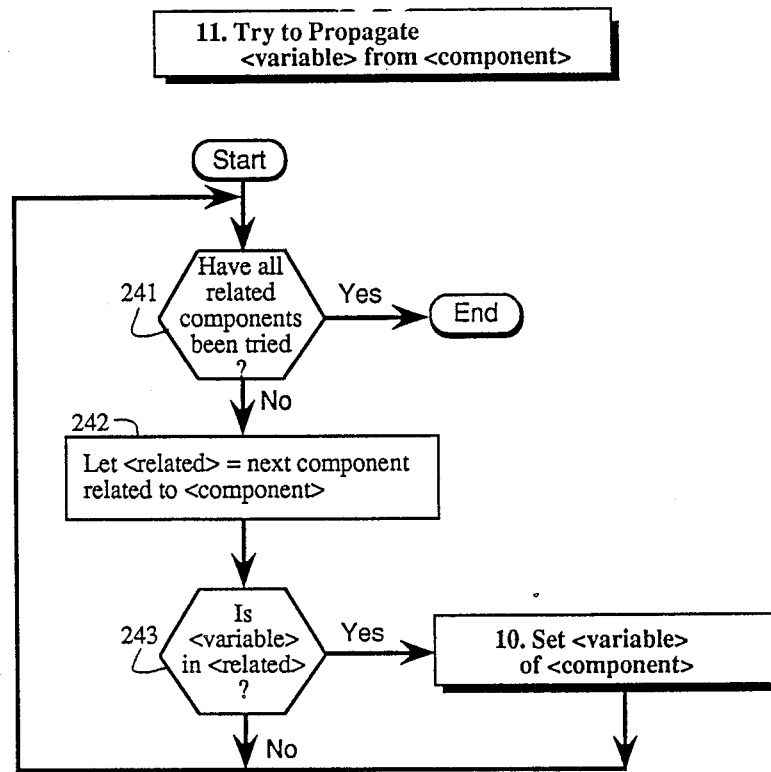 11. Try to Propagate
<variable> from <component>
Start
Have all
related
components
been tried
?
241
Yes
End
No
242
Let <related> = next component
related to <component>
Is
<variable>
in <related>
?
243
Yes
10. Set <variable>
of <component>
No